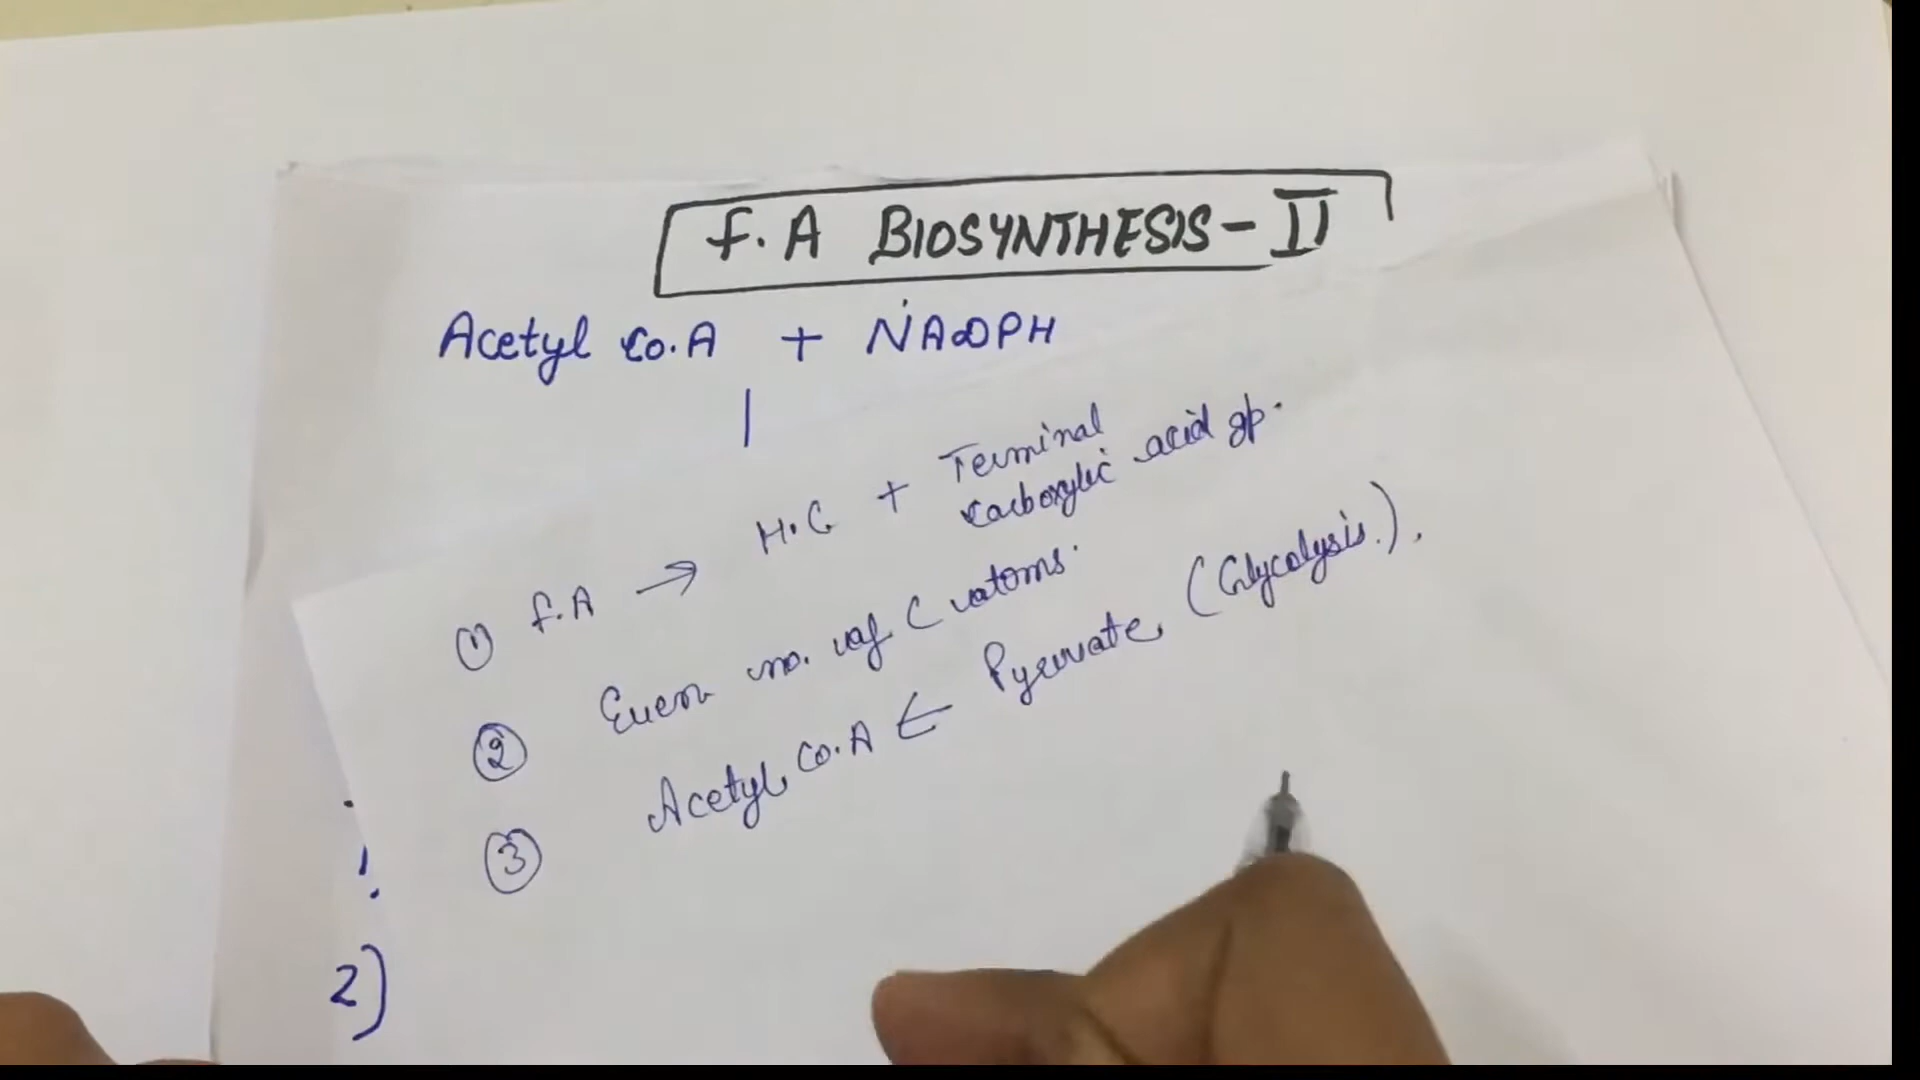 F.A BIOSYNTHESIS-II
Acetyl Co.A + NADPH
① F.A → H.C + Terminal carboxylic acid gp.
② Even no. of C atoms.
③ Acetyl Co.A ← Pyruvate (Glycolysis.).
2)